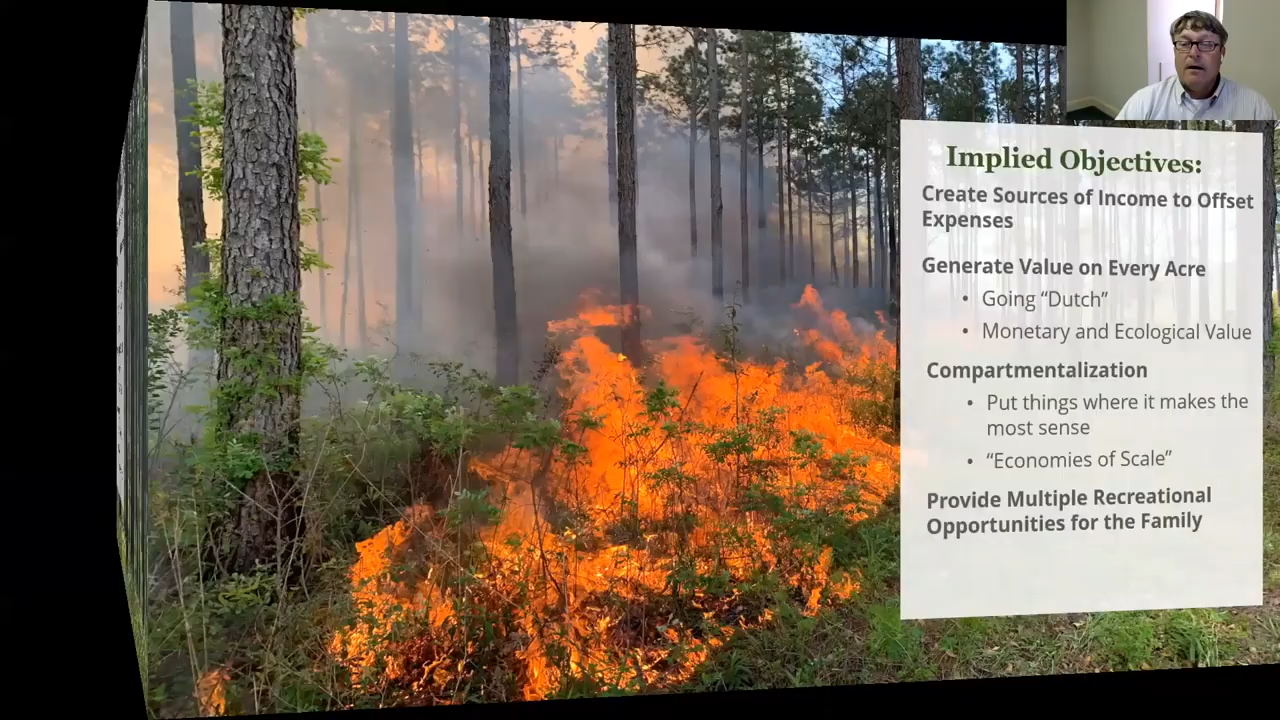 Implied Objectives:
Create Sources of Income to Offset
Expenses
Generate Value on Every Acre
• Going “Dutch”
• Monetary and Ecological Value
Compartmentalization
• Put things where it makes the
most sense
• “Economies of Scale”
Provide Multiple Recreational
Opportunities for the Family